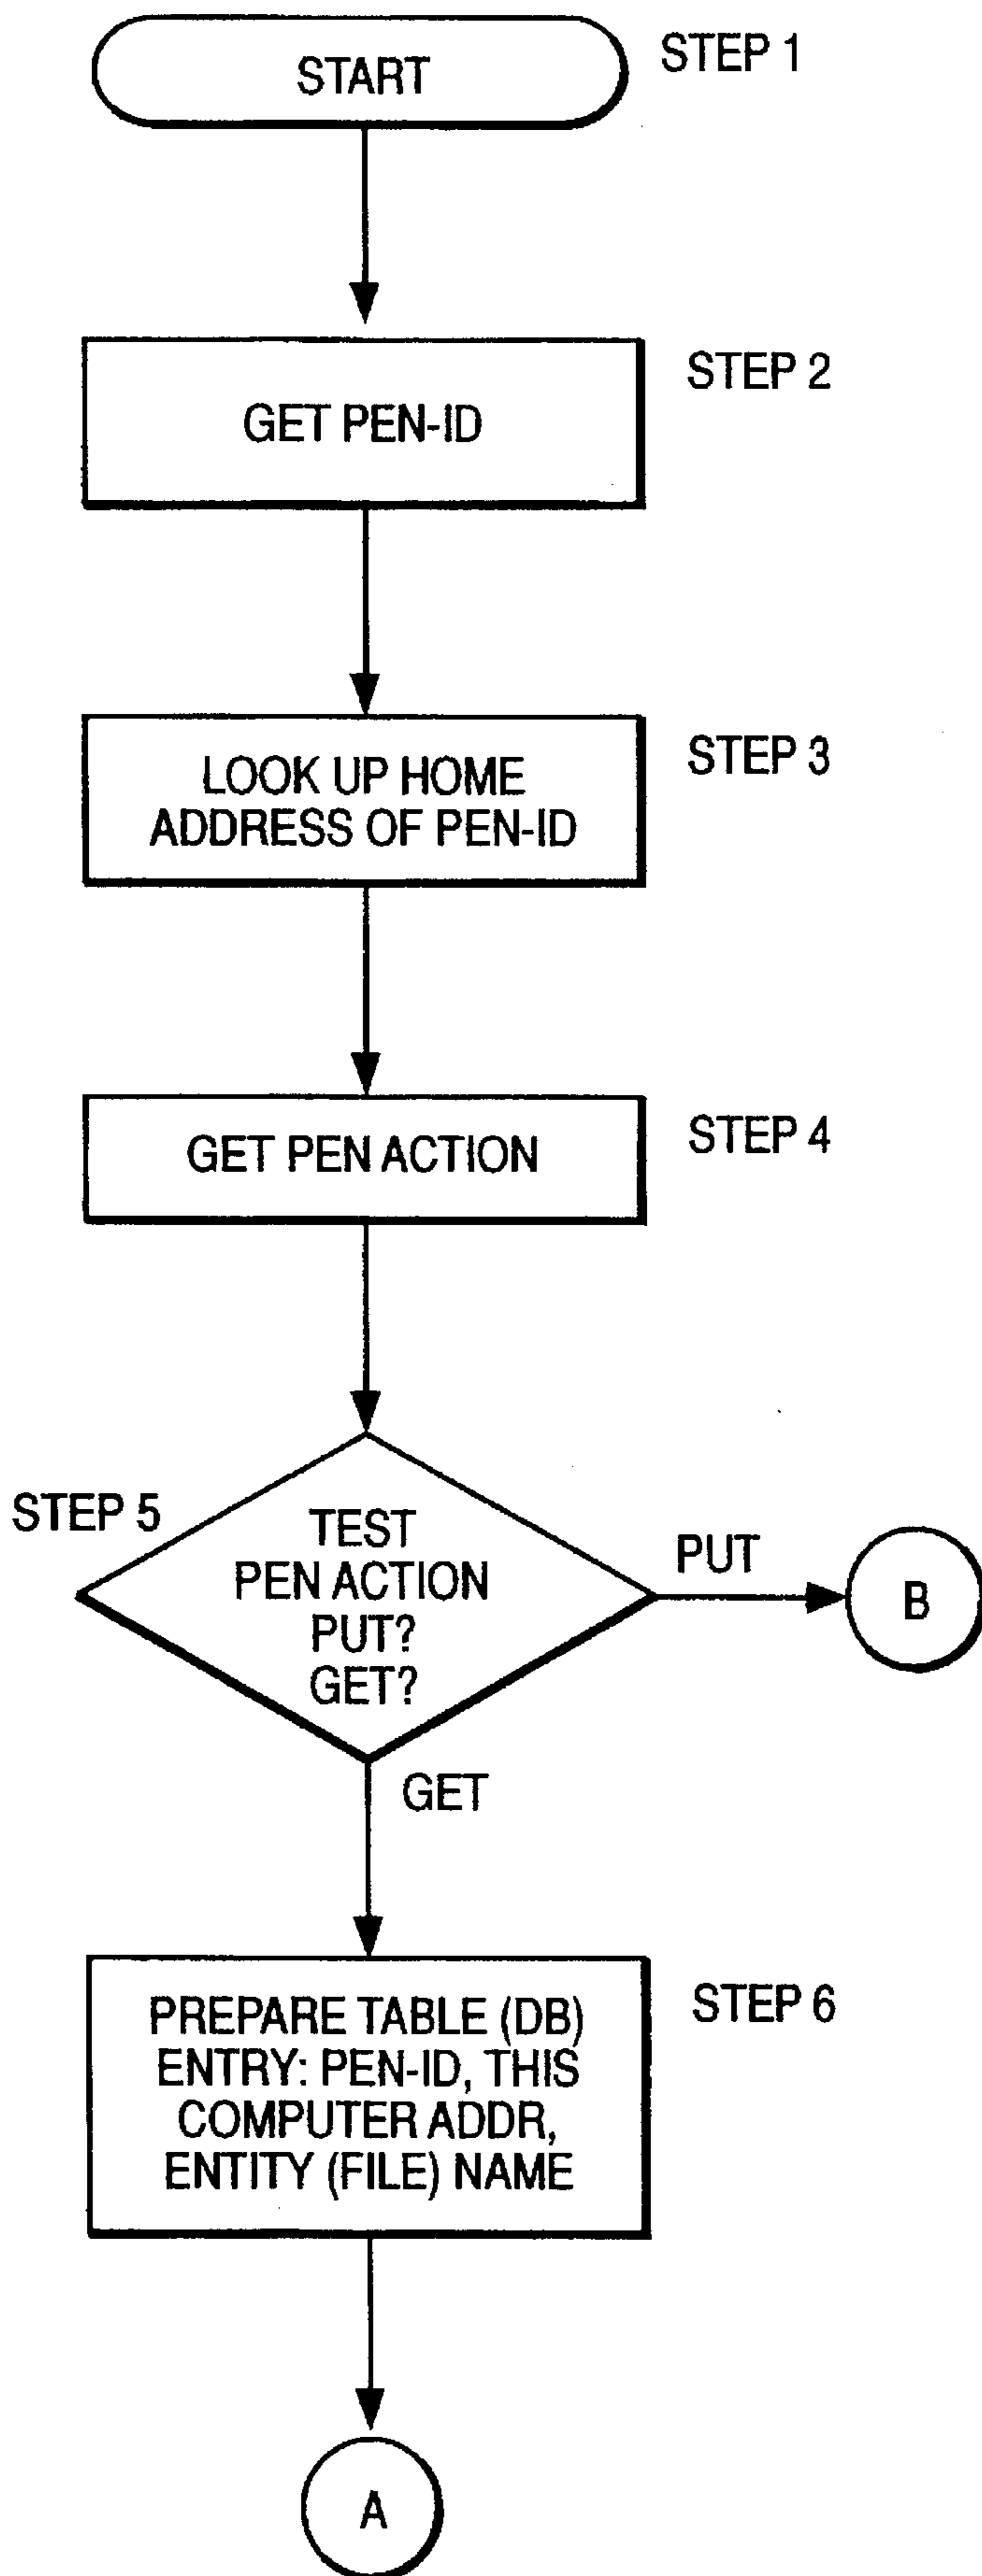 START
STEP 1
GET PEN-ID
STEP 2
LOOK UP HOME
ADDRESS OF PEN-ID
STEP 3
GET PEN ACTION
STEP 4
STEP 5
TEST
PEN ACTION
PUT?
GET?
PUT
B
GET
PREPARE TABLE (DB)
ENTRY: PEN-ID, THIS
COMPUTER ADDR,
ENTITY (FILE) NAME
STEP 6
A